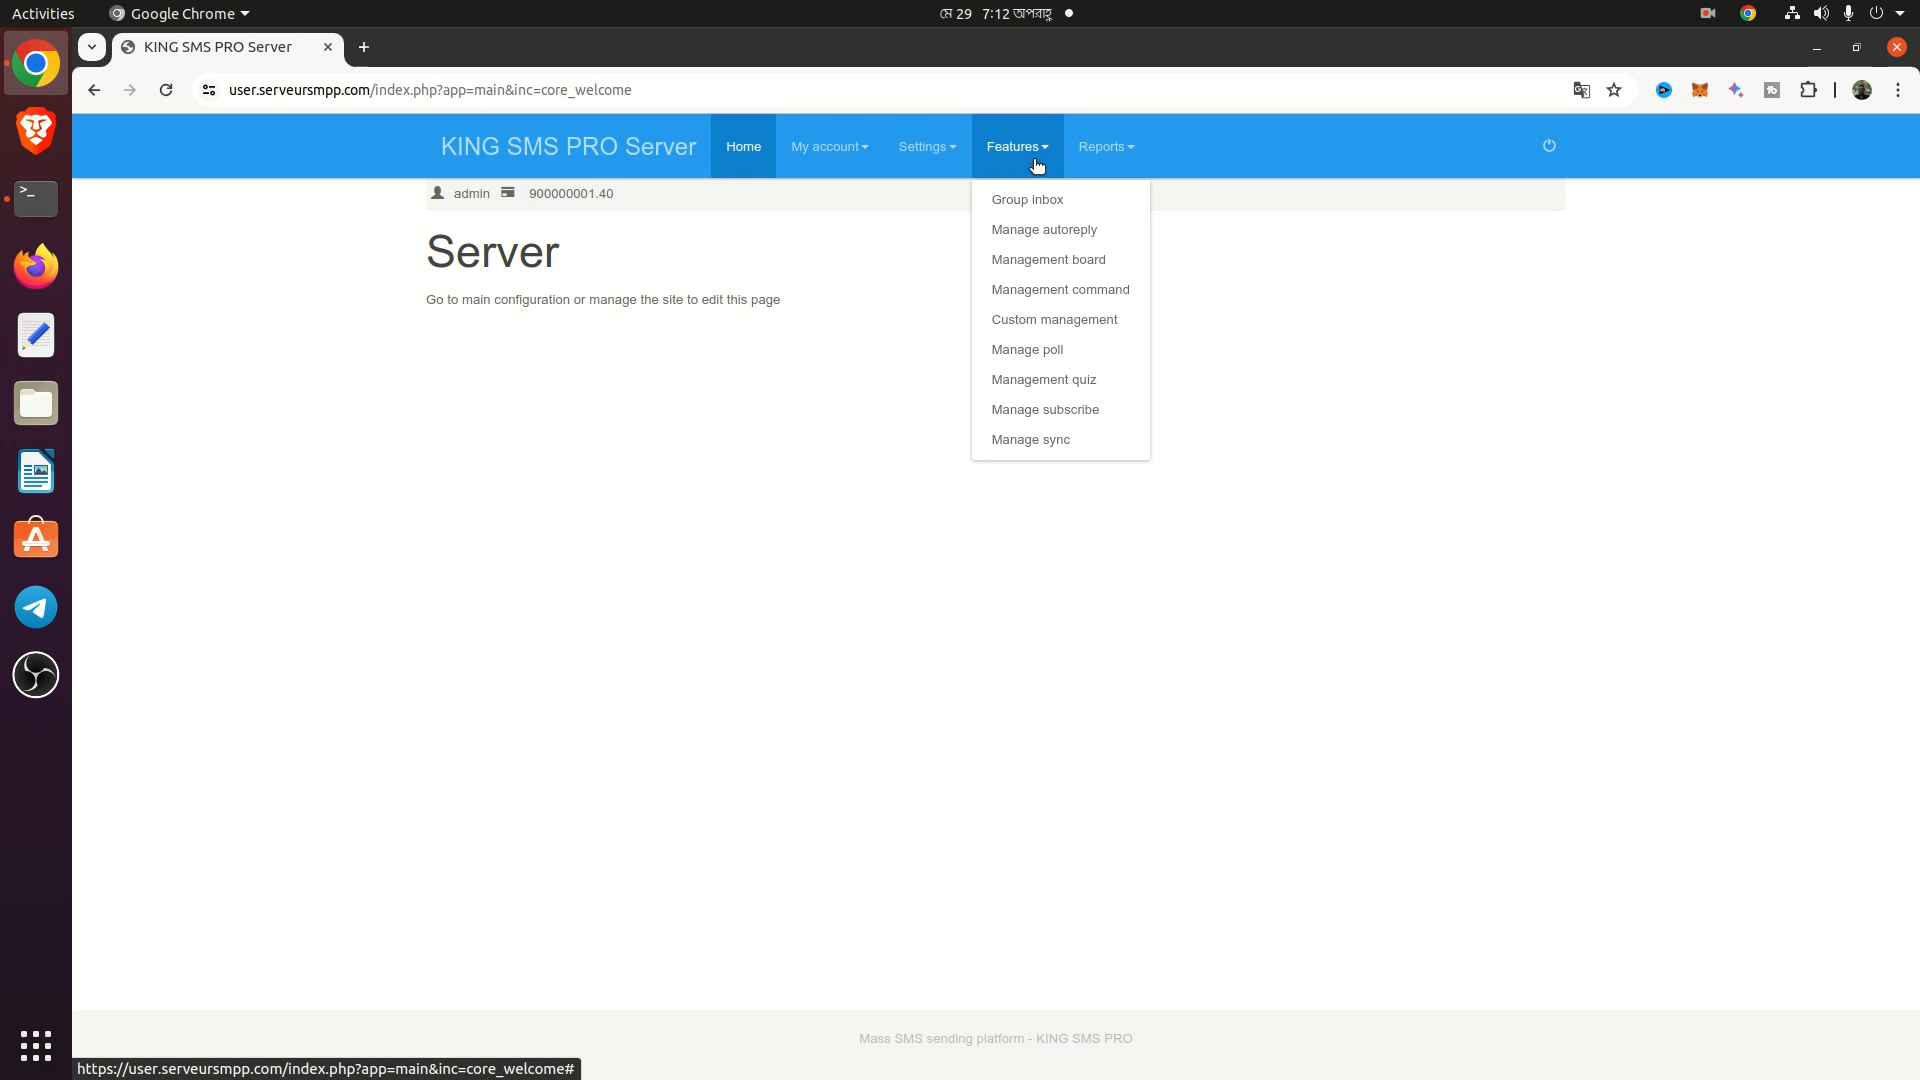 Activities Google Chrome মে 29 7:12 অপরাহ্ণ
KING SMS PRO Server
user.serveursmpp.com/index.php?app=main&inc=core_welcome
KING SMS PRO Server Home My account Settings Features Reports
admin 900000001.40
Server
Go to main configuration or manage the site to edit this page
Group inbox
Manage autoreply
Management board
Management command
Custom management
Manage poll
Management quiz
Manage subscribe
Manage sync
Mass SMS sending platform - KING SMS PRO
https://user.serveursmpp.com/index.php?app=main&inc=core_welcome#